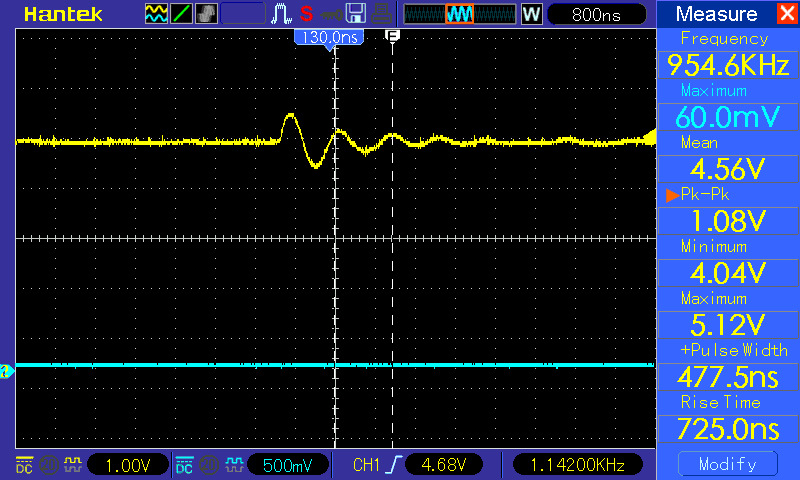 Hantek S W 800ns Measure
130.0ns E
Frequency
954.6KHz
Maximum
60.0mV
Mean
4.56V
Pk-Pk
1.08V
Minimum
4.04V
Maximum
5.12V
+Pulse Width
477.5ns
Rise Time
725.0ns
Modify
DC 20 1.00V DC 20 500mV CH1 4.68V 1.14200KHz